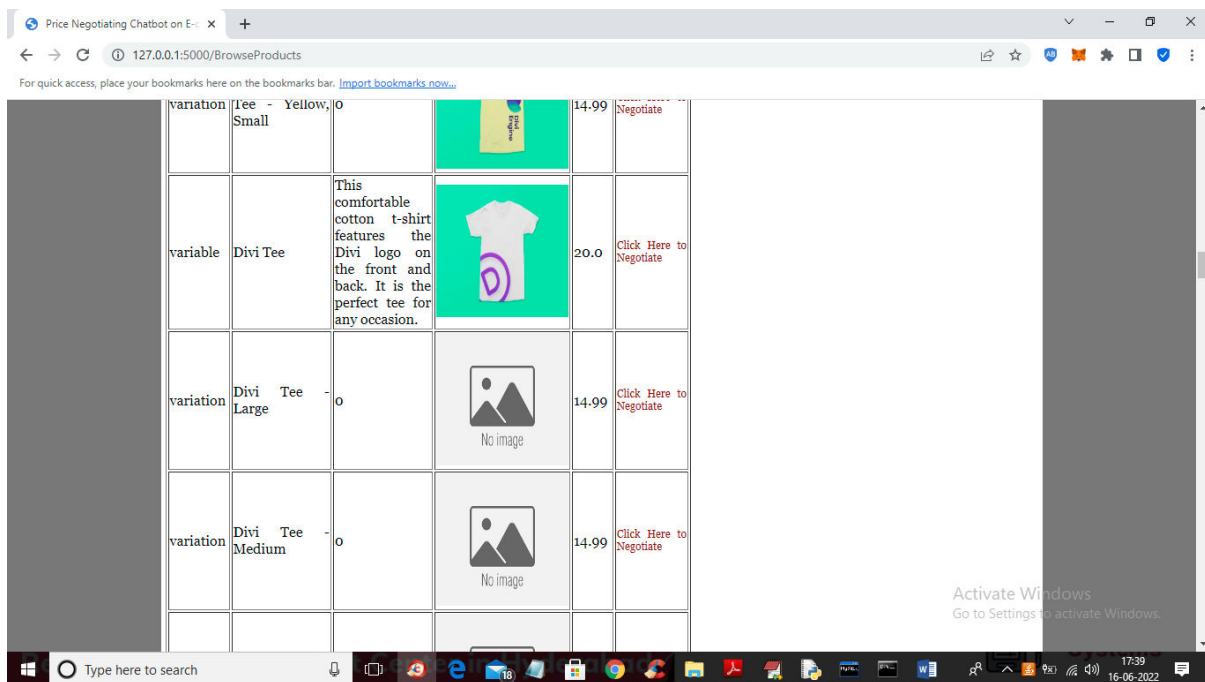 Price Negotiating Chatbot on E-c
127.0.0.1:5000/BrowseProducts
For quick access, place your bookmarks here on the bookmarks bar. Import bookmarks now...
variation
Tee - Yellow,
Small
0
Divi
Engine
14.99
Negotiate
variable
Divi Tee
This
comfortable
cotton t-shirt
features the
Divi logo on
the front and
back. It is the
perfect tee for
any occasion.
D
20.0
Click Here to
Negotiate
variation
Divi Tee -
Large
0
No image
14.99
Click Here to
Negotiate
variation
Divi Tee -
Medium
0
No image
14.99
Click Here to
Negotiate
Activate Windows
Go to Settings to activate Windows.
Type here to search
18
17:39
16-06-2022